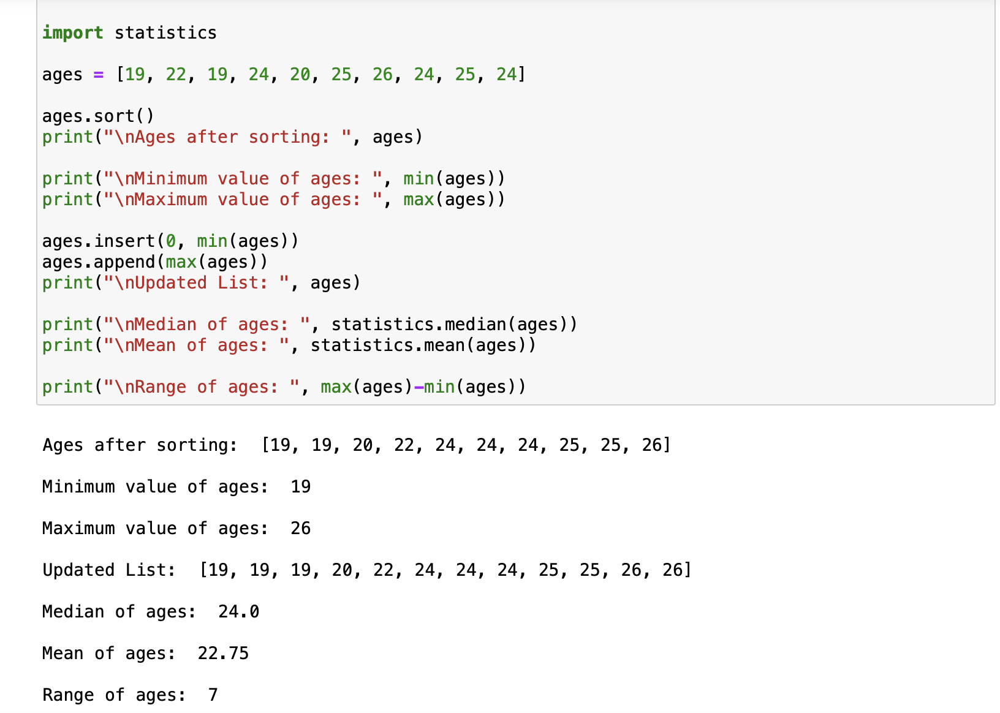 import statistics
ages = [19, 22, 19, 24, 20, 25, 26, 24, 25, 24]
ages.sort()
print("\nAges after sorting: ", ages)
print("\nMinimum value of ages: ", min(ages))
print("\nMaximum value of ages: ", max(ages))
ages.insert(0, min(ages))
ages.append(max(ages))
print("\nUpdated List: ", ages)
print("\nMedian of ages: ", statistics.median(ages))
print("\nMean of ages: ", statistics.mean(ages))
print("\nRange of ages: ", max(ages)-min(ages))
Ages after sorting:  [19, 19, 20, 22, 24, 24, 24, 25, 25, 26]
Minimum value of ages:  19
Maximum value of ages:  26
Updated List:  [19, 19, 19, 20, 22, 24, 24, 24, 25, 25, 26, 26]
Median of ages:  24.0
Mean of ages:  22.75
Range of ages:  7